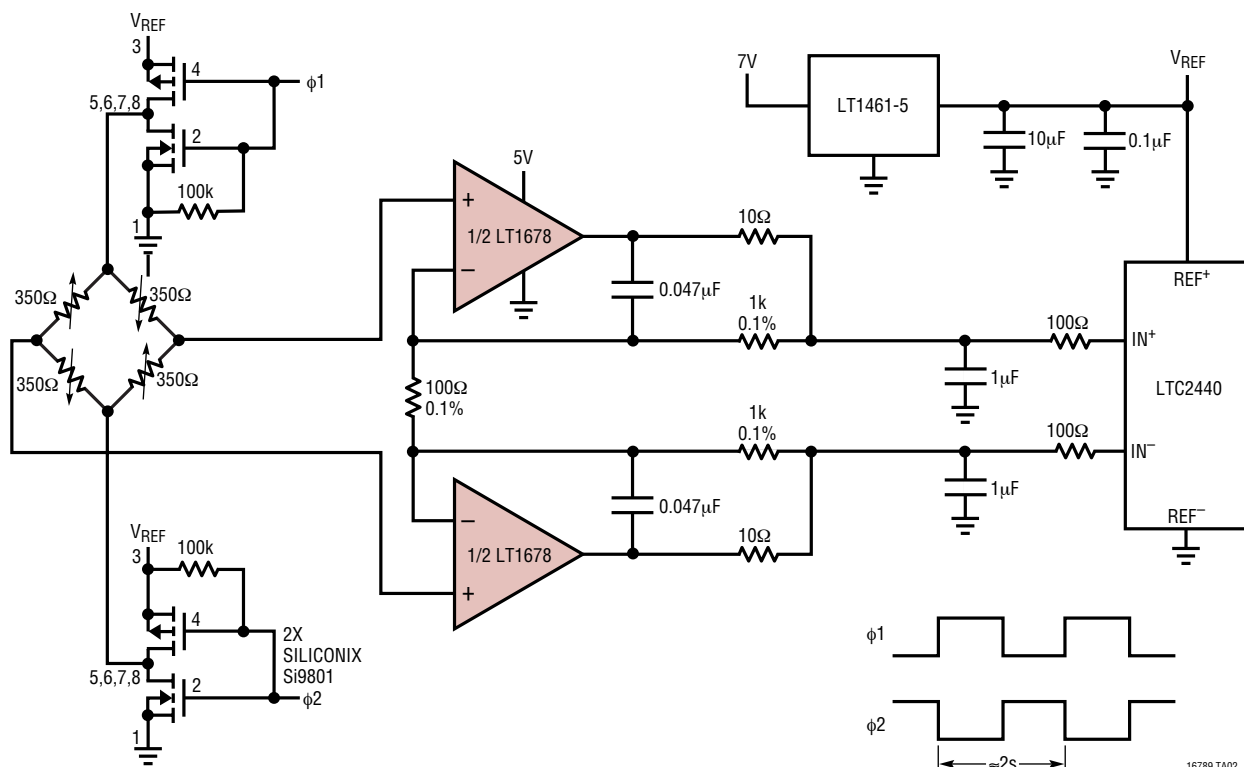 VREF
3
4
ϕ1
5,6,7,8
2
100k
1
350Ω
350Ω
350Ω
350Ω
VREF
3
100k
4
2X
SILICONIX
Si9801
5,6,7,8
2
ϕ2
1
5V
+
1/2 LT1678
−
0.047µF
10Ω
1k
0.1%
100Ω
0.1%
1k
0.1%
−
1/2 LT1678
+
0.047µF
10Ω
7V
LT1461-5
VREF
10µF
0.1µF
REF+
100Ω
IN+
1µF
LTC2440
100Ω
IN−
1µF
REF−
ϕ1
ϕ2
≈2s
16789 TA02